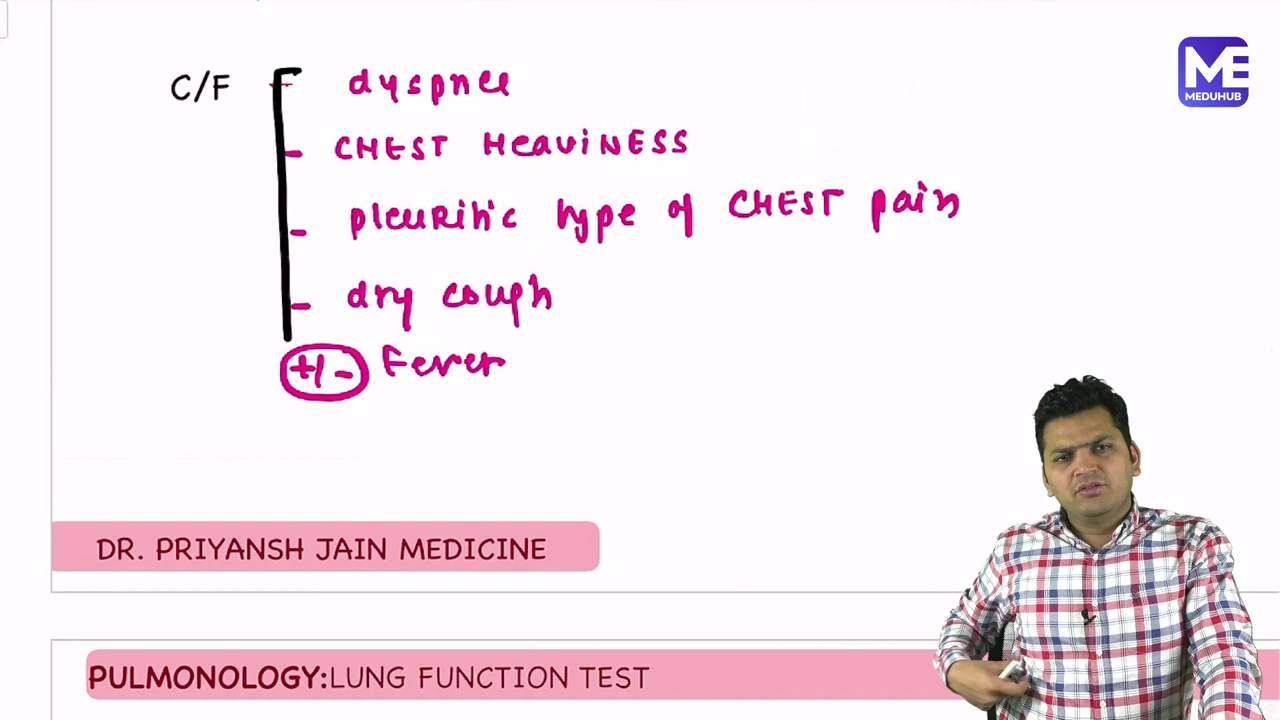 ME
MEDUHUB
C/F
dyspnee
CHEST HeaviNESS
pleuritic type of CHEST pain
dry cough
+/- Fever
DR. PRIYANSH JAIN MEDICINE
PULMONOLOGY:LUNG FUNCTION TEST